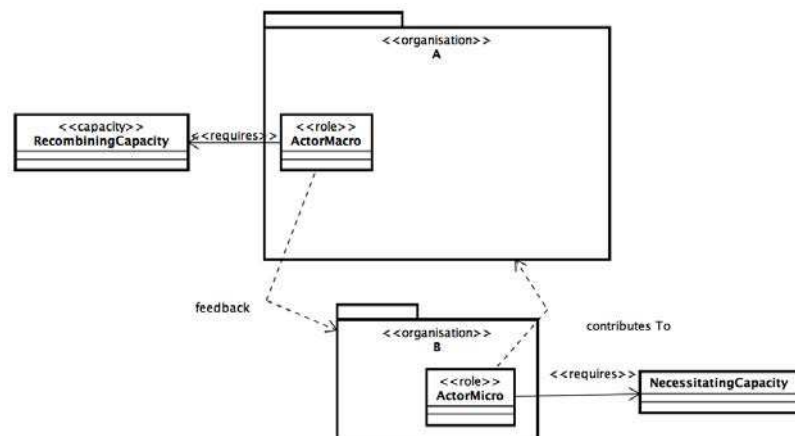 <<organisation>>
A
<<capacity>>
RecombiningCapacity
<<requires>>
<<role>>
ActorMacro
feedback
<<organisation>>
B
contributes To
<<role>>
ActorMicro
<<requires>>
NecessitatingCapacity